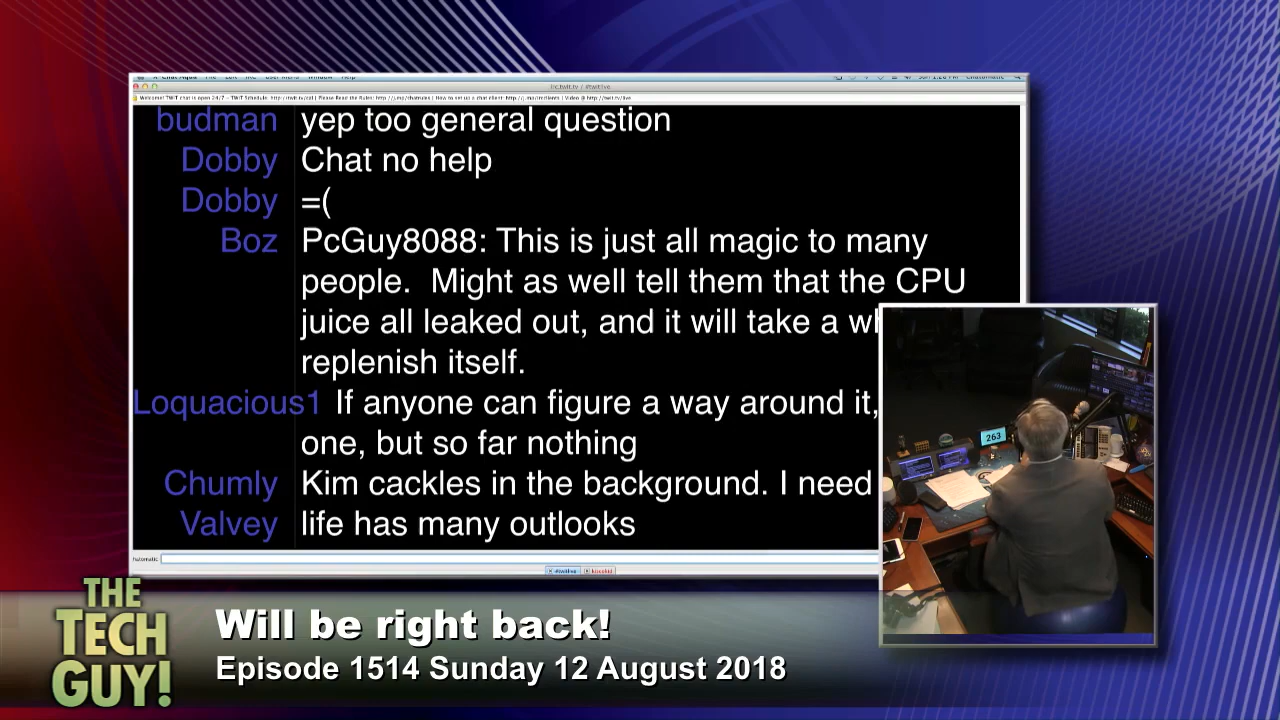 irc.twit.tv / #twitlive
budman yep too general question
Dobby Chat no help
Dobby =(
Boz PcGuy8088: This is just all magic to many
people. Might as well tell them that the CPU
juice all leaked out, and it will take a
replenish itself.
Loquacious1 If anyone can figure a way around it,
one, but so far nothing
Chumly Kim cackles in the background. I need
Valvey life has many outlooks
263
THE
TECH
GUY!
Will be right back!
Episode 1514 Sunday 12 August 2018